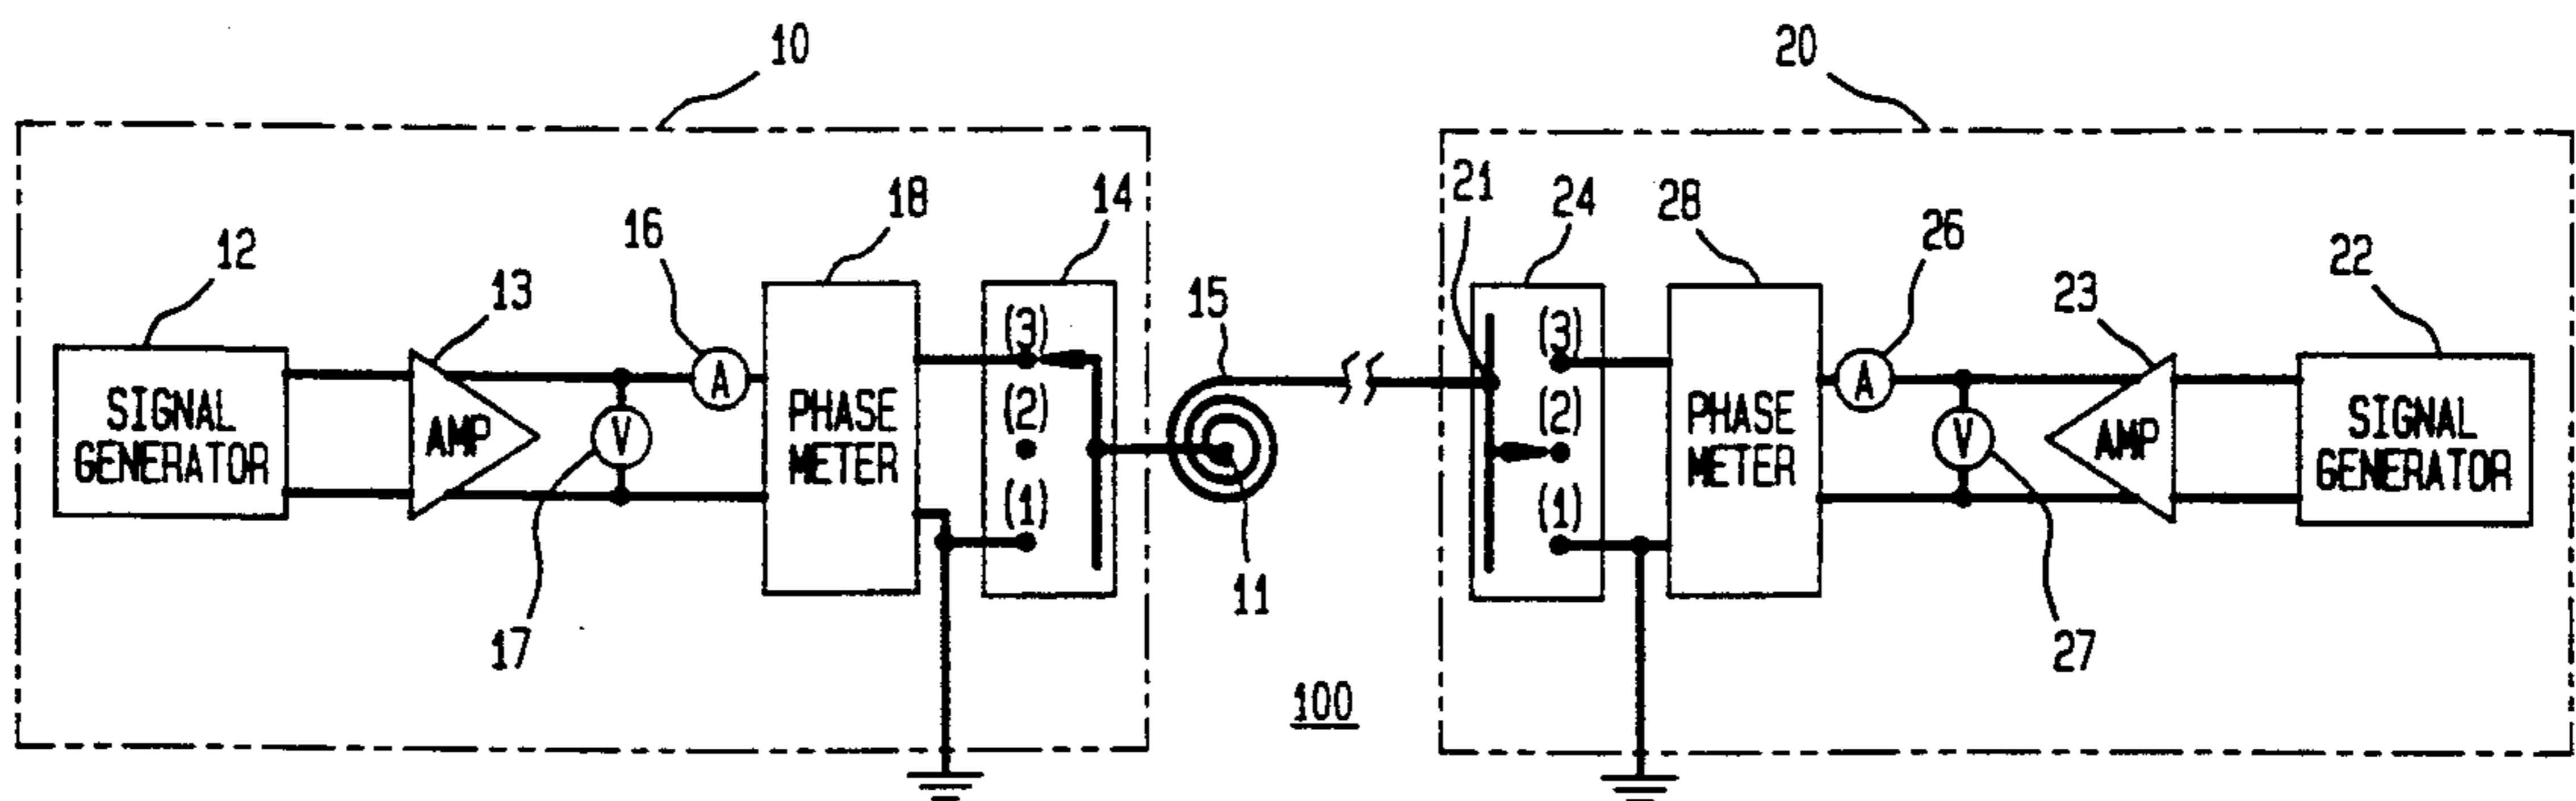 10
20
12
13
16
18
14
15
21
24
28
26
23
22
SIGNAL
GENERATOR
AMP
V
A
PHASE
METER
(3)
(2)
(1)
17
11
(3)
(2)
(1)
PHASE
METER
A
V
AMP
SIGNAL
GENERATOR
27
100